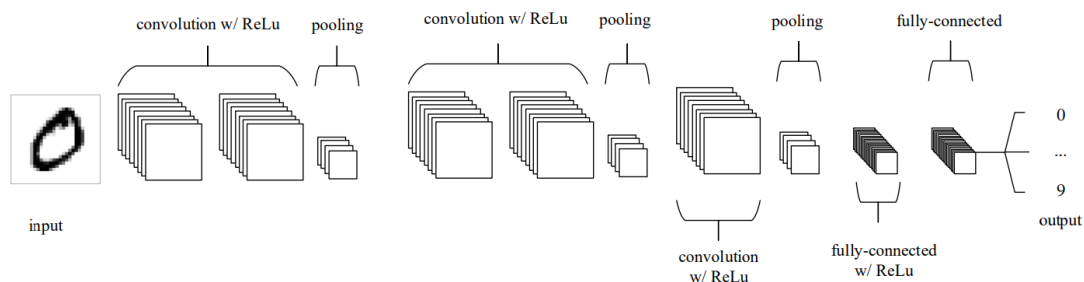 convolution w/ ReLu
pooling
convolution w/ ReLu
pooling
pooling
fully-connected
0
...
9
input
output
convolution
w/ ReLu
fully-connected
w/ ReLu